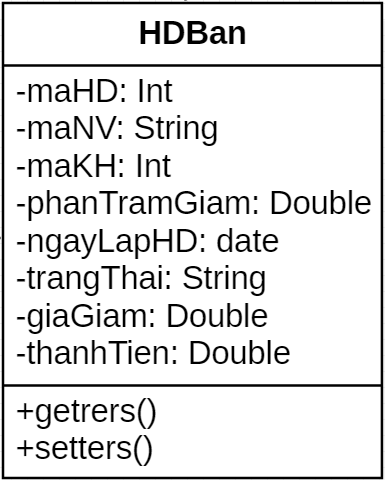 HDBan
-maHD: Int
-maNV: String
-maKH: Int
-phanTramGiam: Double
-ngayLapHD: date
-trangThai: String
-giaGiam: Double
-thanhTien: Double
+getrers()
+setters()